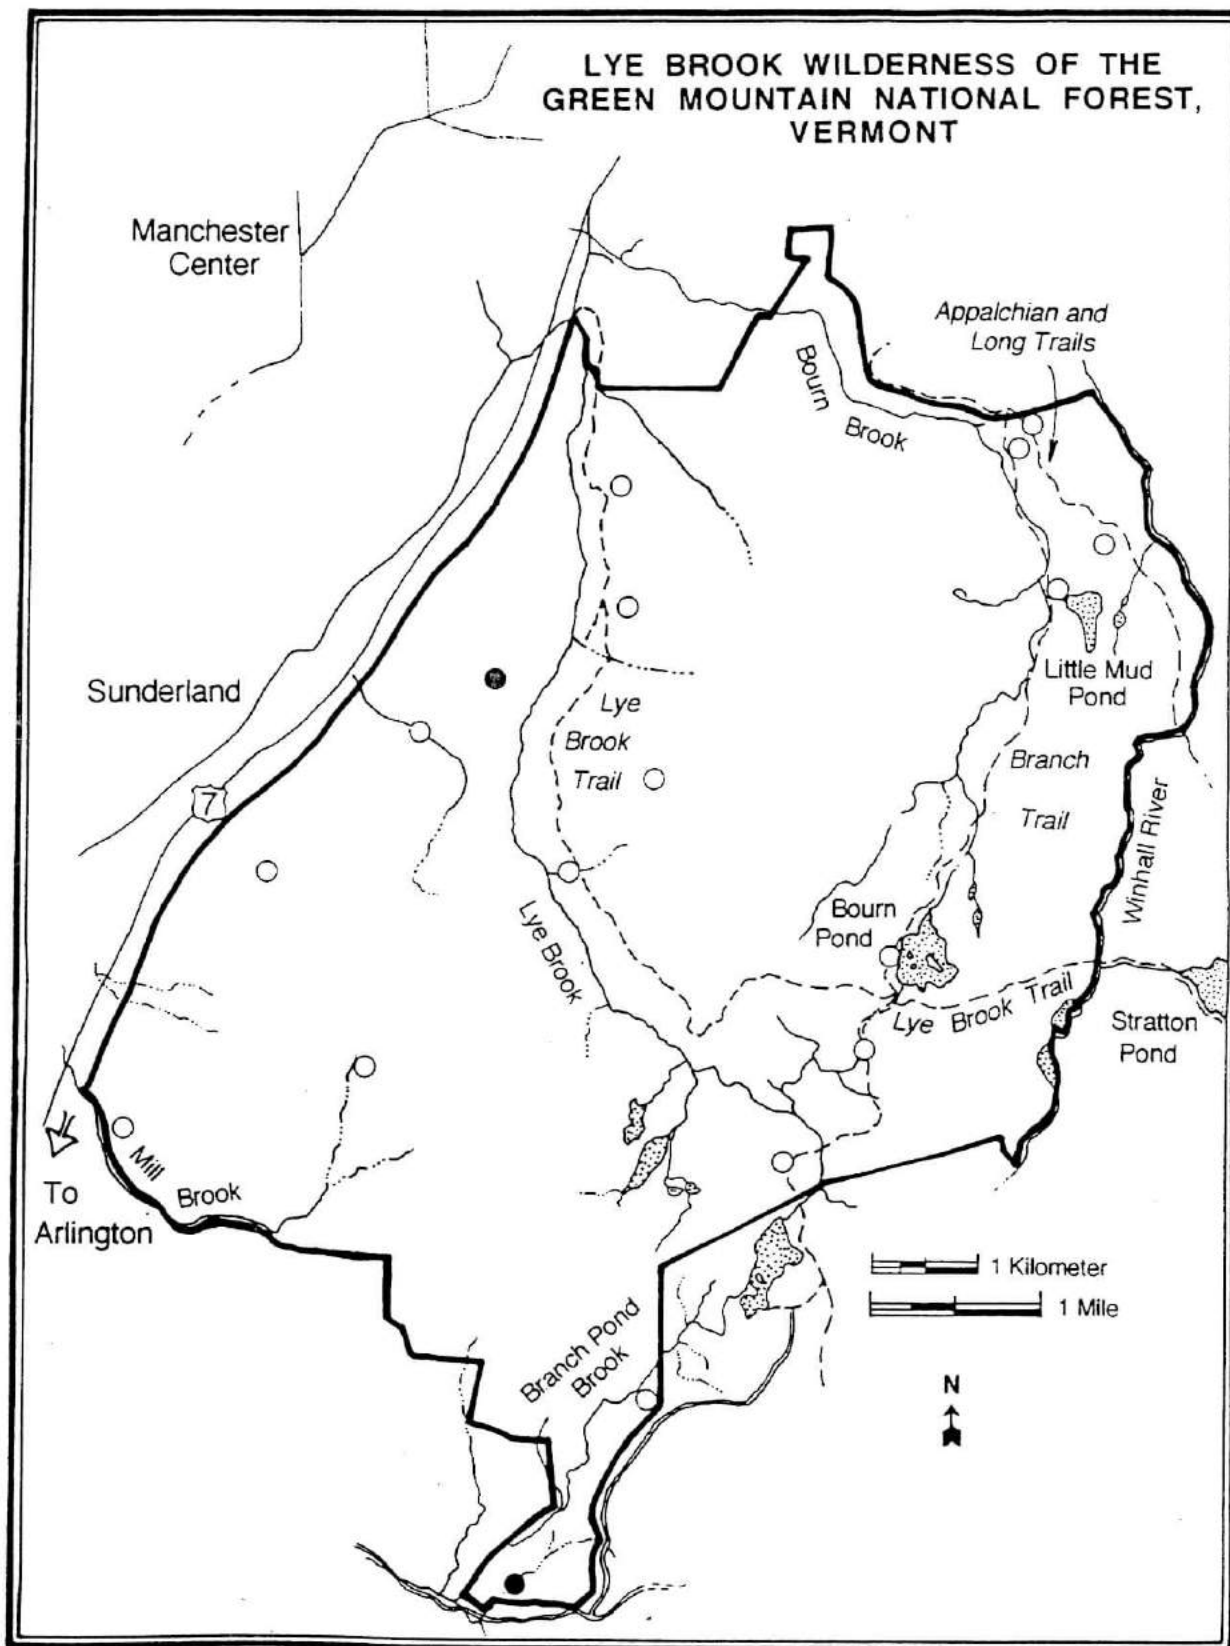 LYE BROOK WILDERNESS OF THE
GREEN MOUNTAIN NATIONAL FOREST,
VERMONT
Manchester
Center
Appalchian and
Long Trails
Bourn
Brook
Sunderland
Little Mud
Pond
Lye
Brook
Trail
Branch
Trail
7
Winhall River
Bourn
Pond
Lye Brook
Lye Brook Trail
Stratton
Pond
Mill
Brook
To
Arlington
1 Kilometer
1 Mile
Branch Pond
Brook
N